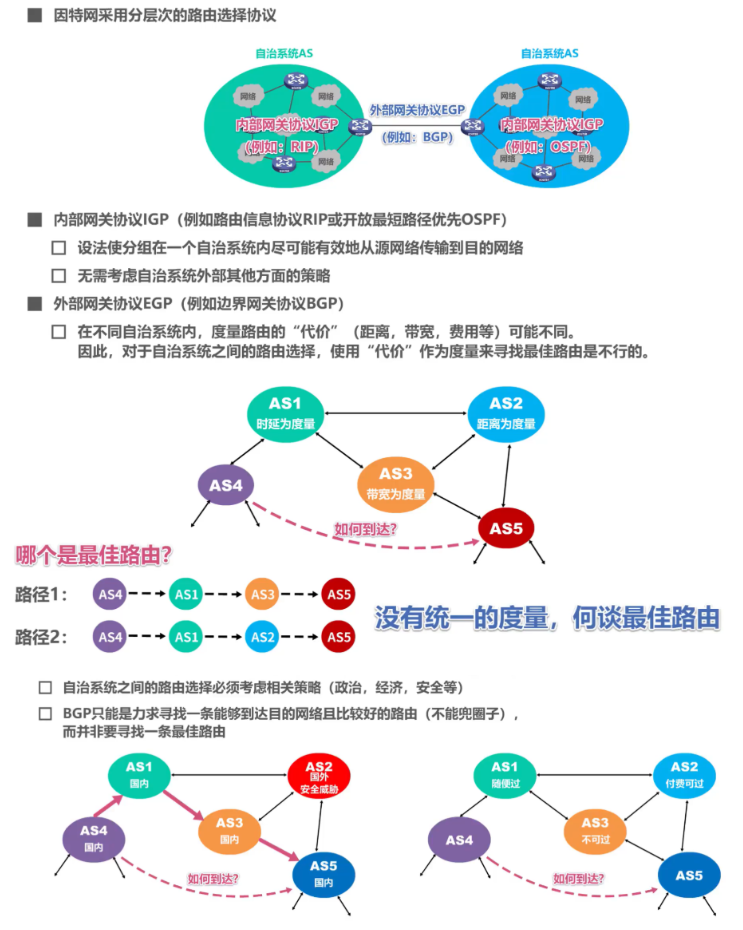 因特网采用分层次的路由选择协议
自治系统AS
自治系统AS
网络
网络
网络
网络
外部网关协议EGP
(例如：BGP)
内部网关协议IGP
(例如：RIP)
内部网关协议IGP
(例如：OSPF)
网络
网络
网络
内部网关协议IGP（例如路由信息协议RIP或开放最短路径优先OSPF）
设法使分组在一个自治系统内尽可能有效地从源网络传输到目的网络
无需考虑自治系统外部其他方面的策略
外部网关协议EGP（例如边界网关协议BGP）
在不同自治系统内，度量路由的“代价”（距离，带宽，费用等）可能不同。
因此，对于自治系统之间的路由选择，使用“代价”作为度量来寻找最佳路由是不行的。
AS1
时延为度量
AS2
距离为度量
AS3
带宽为度量
AS4
AS5
如何到达?
哪个是最佳路由?
路径1：
AS4
AS1
AS3
AS5
路径2：
AS4
AS1
AS2
AS5
没有统一的度量，何谈最佳路由
自治系统之间的路由选择必须考虑相关策略（政治，经济，安全等）
BGP只能是力求寻找一条能够到达目的网络且比较好的路由（不能兜圈子），
而并非要寻找一条最佳路由
AS1
国内
AS2
国外
安全威胁
AS3
国内
AS4
国内
AS5
国内
如何到达?
AS1
随便过
AS2
付费可过
AS3
不可过
AS4
AS5
如何到达?